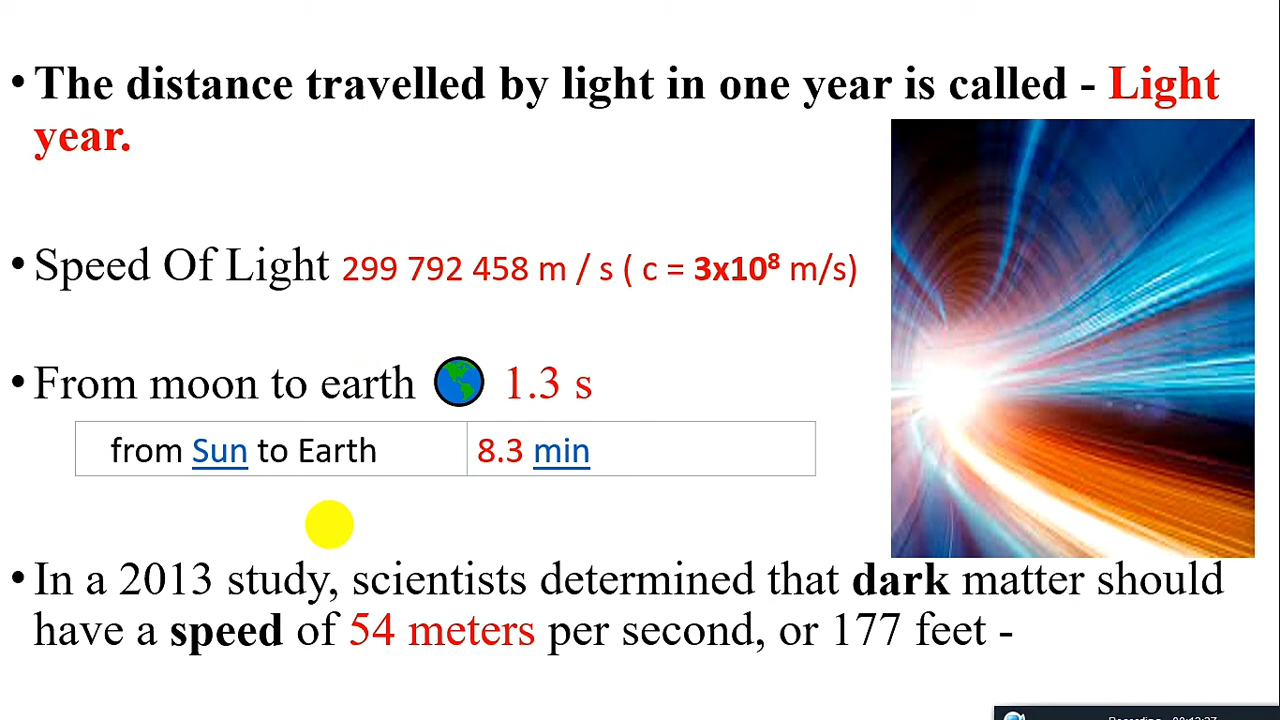 • The distance travelled by light in one year is called - Light
year.
• Speed Of Light 299 792 458 m / s ( c = 3x10⁸ m/s)
• From moon to earth 1.3 s
from Sun to Earth 8.3 min
• In a 2013 study, scientists determined that dark matter should
have a speed of 54 meters per second, or 177 feet -